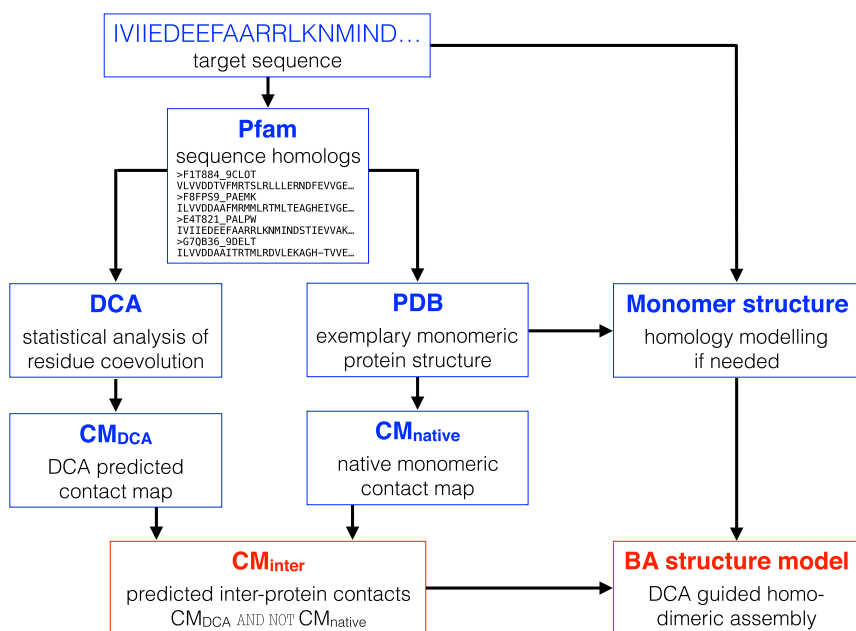 IVIIEDEEFAARRLKNMIND...
target sequence
Pfam
sequence homologs
>F1T884_9CLOT
VLVVDDTVFMRTSLRLLLERNDFEVVGE…
>F8FPS9_PAEMK
ILVVDDAAFMRMMLRTMLTEAGHEIVGE…
>E4T821_PALPW
IVIIEDEEFAARRLKNMINDSTIEVVAK…
>G7QB36_9DELT
ILVVDDAAITRTMLRDVLEKAGH-TVVE…
DCA
statistical analysis of
residue coevolution
PDB
exemplary monomeric
protein structure
Monomer structure
homology modelling
if needed
CMDCA
DCA predicted
contact map
CMnative
native monomeric
contact map
CMinter
predicted inter-protein contacts
CMDCA AND NOT CMnative
BA structure model
DCA guided homo-
dimeric assembly